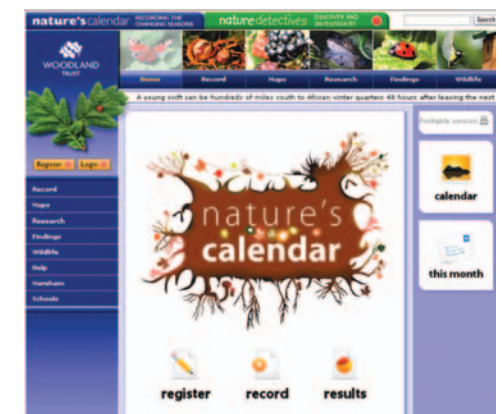 nature's calendar RECORDING THE CHANGING SEASONS
naturedetectives DISCOVER AND INVESTIGATE!
Search
WOODLAND
TRUST
Home Record Maps Research Findings Wildlife
A young swift can be hundreds of miles south to African winter quarters 48 hours after leaving the nest
Register Login
Record
Maps
Research
Findings
Wildlife
Help
Marsham
Schools
nature's
calendar
register record results
Printable version
calendar
this month